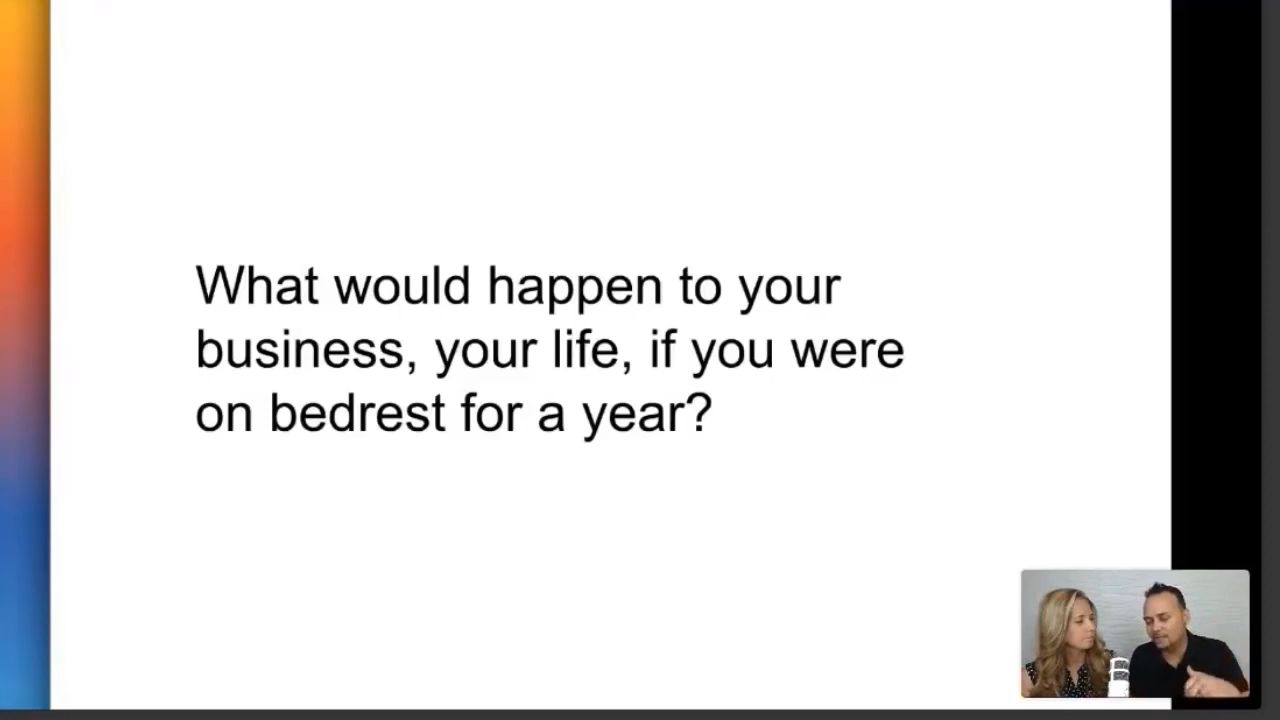 What would happen to your
business, your life, if you were
on bedrest for a year?